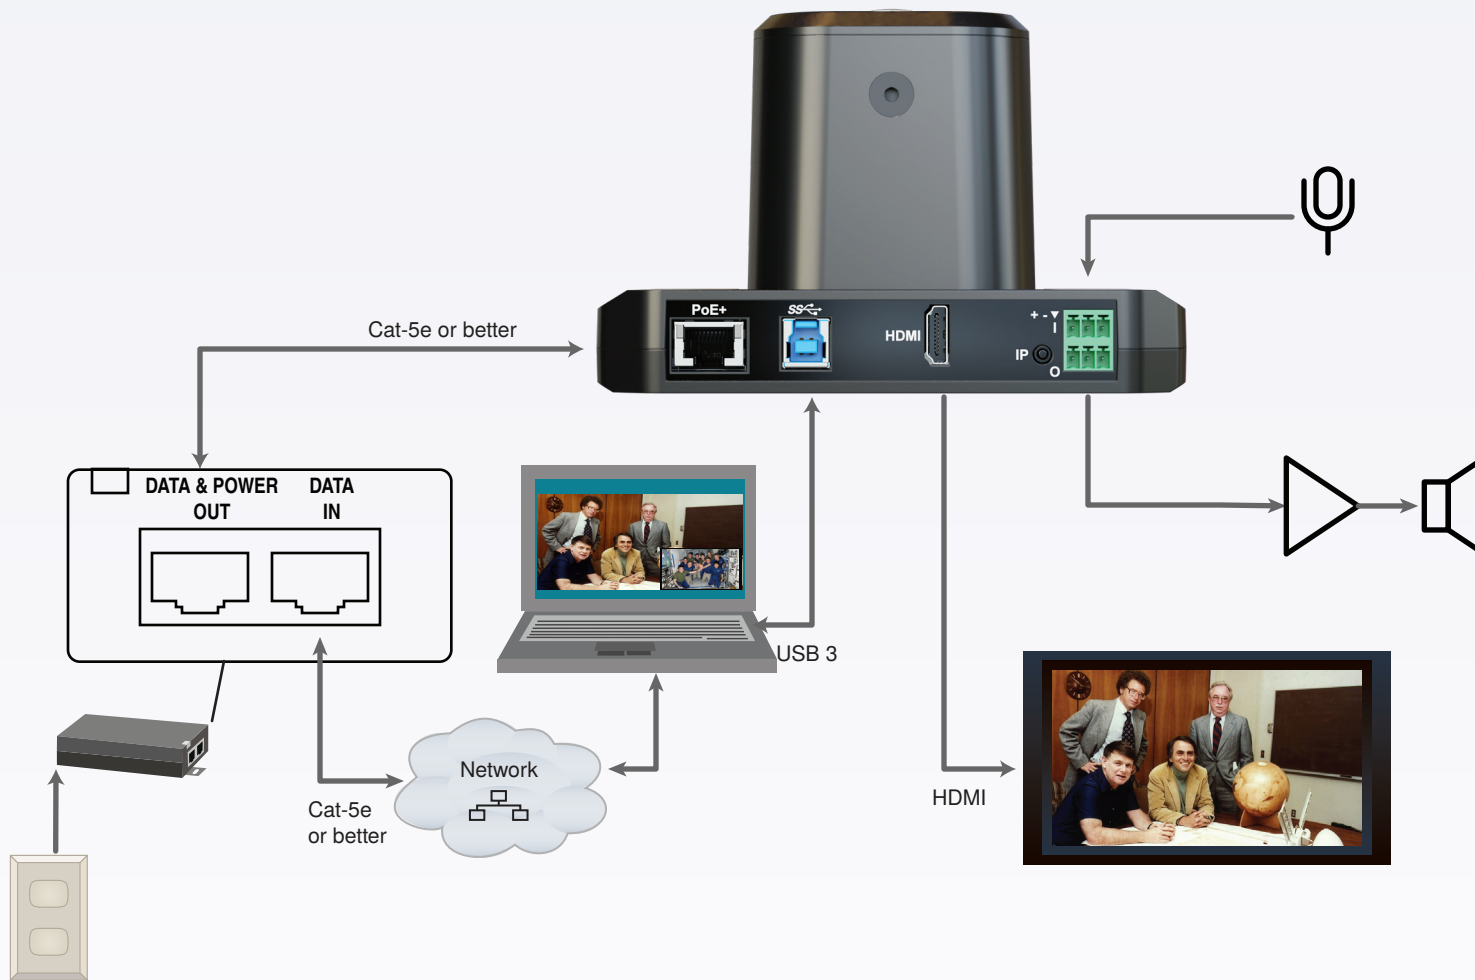 PoE+
SS
HDMI
+ - ▼
I
IP
O
Cat-5e or better
DATA & POWER
OUT
DATA
IN
USB 3
Network
Cat-5e
or better
HDMI